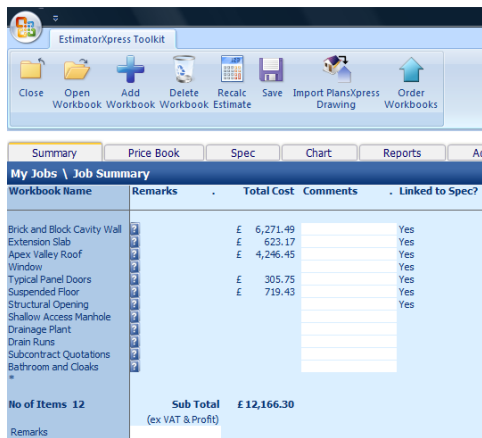 EstimatorXpress Toolkit
Close Open Workbook Add Workbook Delete Workbook Recalc Estimate Save Import PlansXpress Drawing Order Workbooks
Summary Price Book Spec Chart Reports
My Jobs \ Job Summary
Workbook Name Remarks . Total Cost Comments . Linked to Spec?
Brick and Block Cavity Wall ? £ 6,271.49 Yes
Extension Slab ? £ 623.17 Yes
Apex Valley Roof ? £ 4,246.45 Yes
Window ? Yes
Typical Panel Doors ? £ 305.75 Yes
Suspended Floor ? £ 719.43 Yes
Structural Opening ? Yes
Shallow Access Manhole ?
Drainage Plant ?
Drain Runs ?
Subcontract Quotations ?
Bathroom and Cloaks ?
*
No of Items 12 Sub Total £12,166.30
(ex VAT & Profit)
Remarks